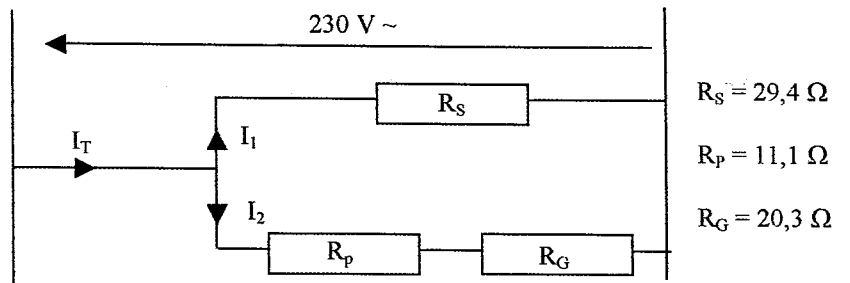 230 V ~
R_S
R_S = 29,4 Ω
I_T
I_1
R_P = 11,1 Ω
I_2
R_G = 20,3 Ω
R_p
R_G